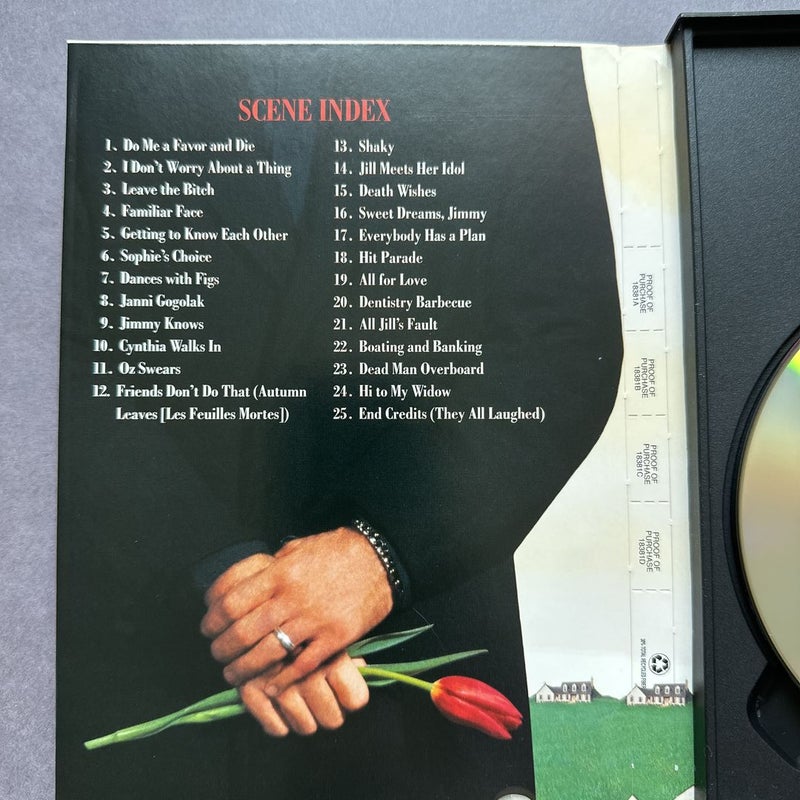 SCENE INDEX
1. Do Me a Favor and Die
2. I Don't Worry About a Thing
3. Leave the Bitch
4. Familiar Face
5. Getting to Know Each Other
6. Sophie's Choice
7. Dances with Figs
8. Janni Gogolak
9. Jimmy Knows
10. Cynthia Walks In
11. Oz Swears
12. Friends Don't Do That (Autumn
Leaves [Les Feuilles Mortes])
13. Shaky
14. Jill Meets Her Idol
15. Death Wishes
16. Sweet Dreams, Jimmy
17. Everybody Has a Plan
18. Hit Parade
19. All for Love
20. Dentistry Barbecue
21. All Jill's Fault
22. Boating and Banking
23. Dead Man Overboard
24. Hi to My Widow
25. End Credits (They All Laughed)
PROOF OF
PURCHASE
18381A
PROOF OF
PURCHASE
18381B
PROOF OF
PURCHASE
18381C
PROOF OF
PURCHASE
18381D